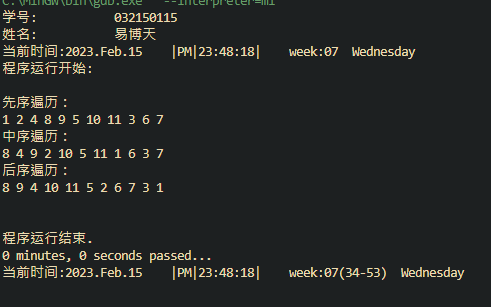 C:\MinGW\bin\gdb.exe --interpreter=mi
学号: 032150115
姓名: 易博天
当前时间:2023.Feb.15 |PM|23:48:18| week:07 Wednesday
程序运行开始:
先序遍历：
1 2 4 8 9 5 10 11 3 6 7
中序遍历：
8 4 9 2 10 5 11 1 6 3 7
后序遍历：
8 9 4 10 11 5 2 6 7 3 1
程序运行结束.
0 minutes, 0 seconds passed...
当前时间:2023.Feb.15 |PM|23:48:18| week:07(34-53) Wednesday